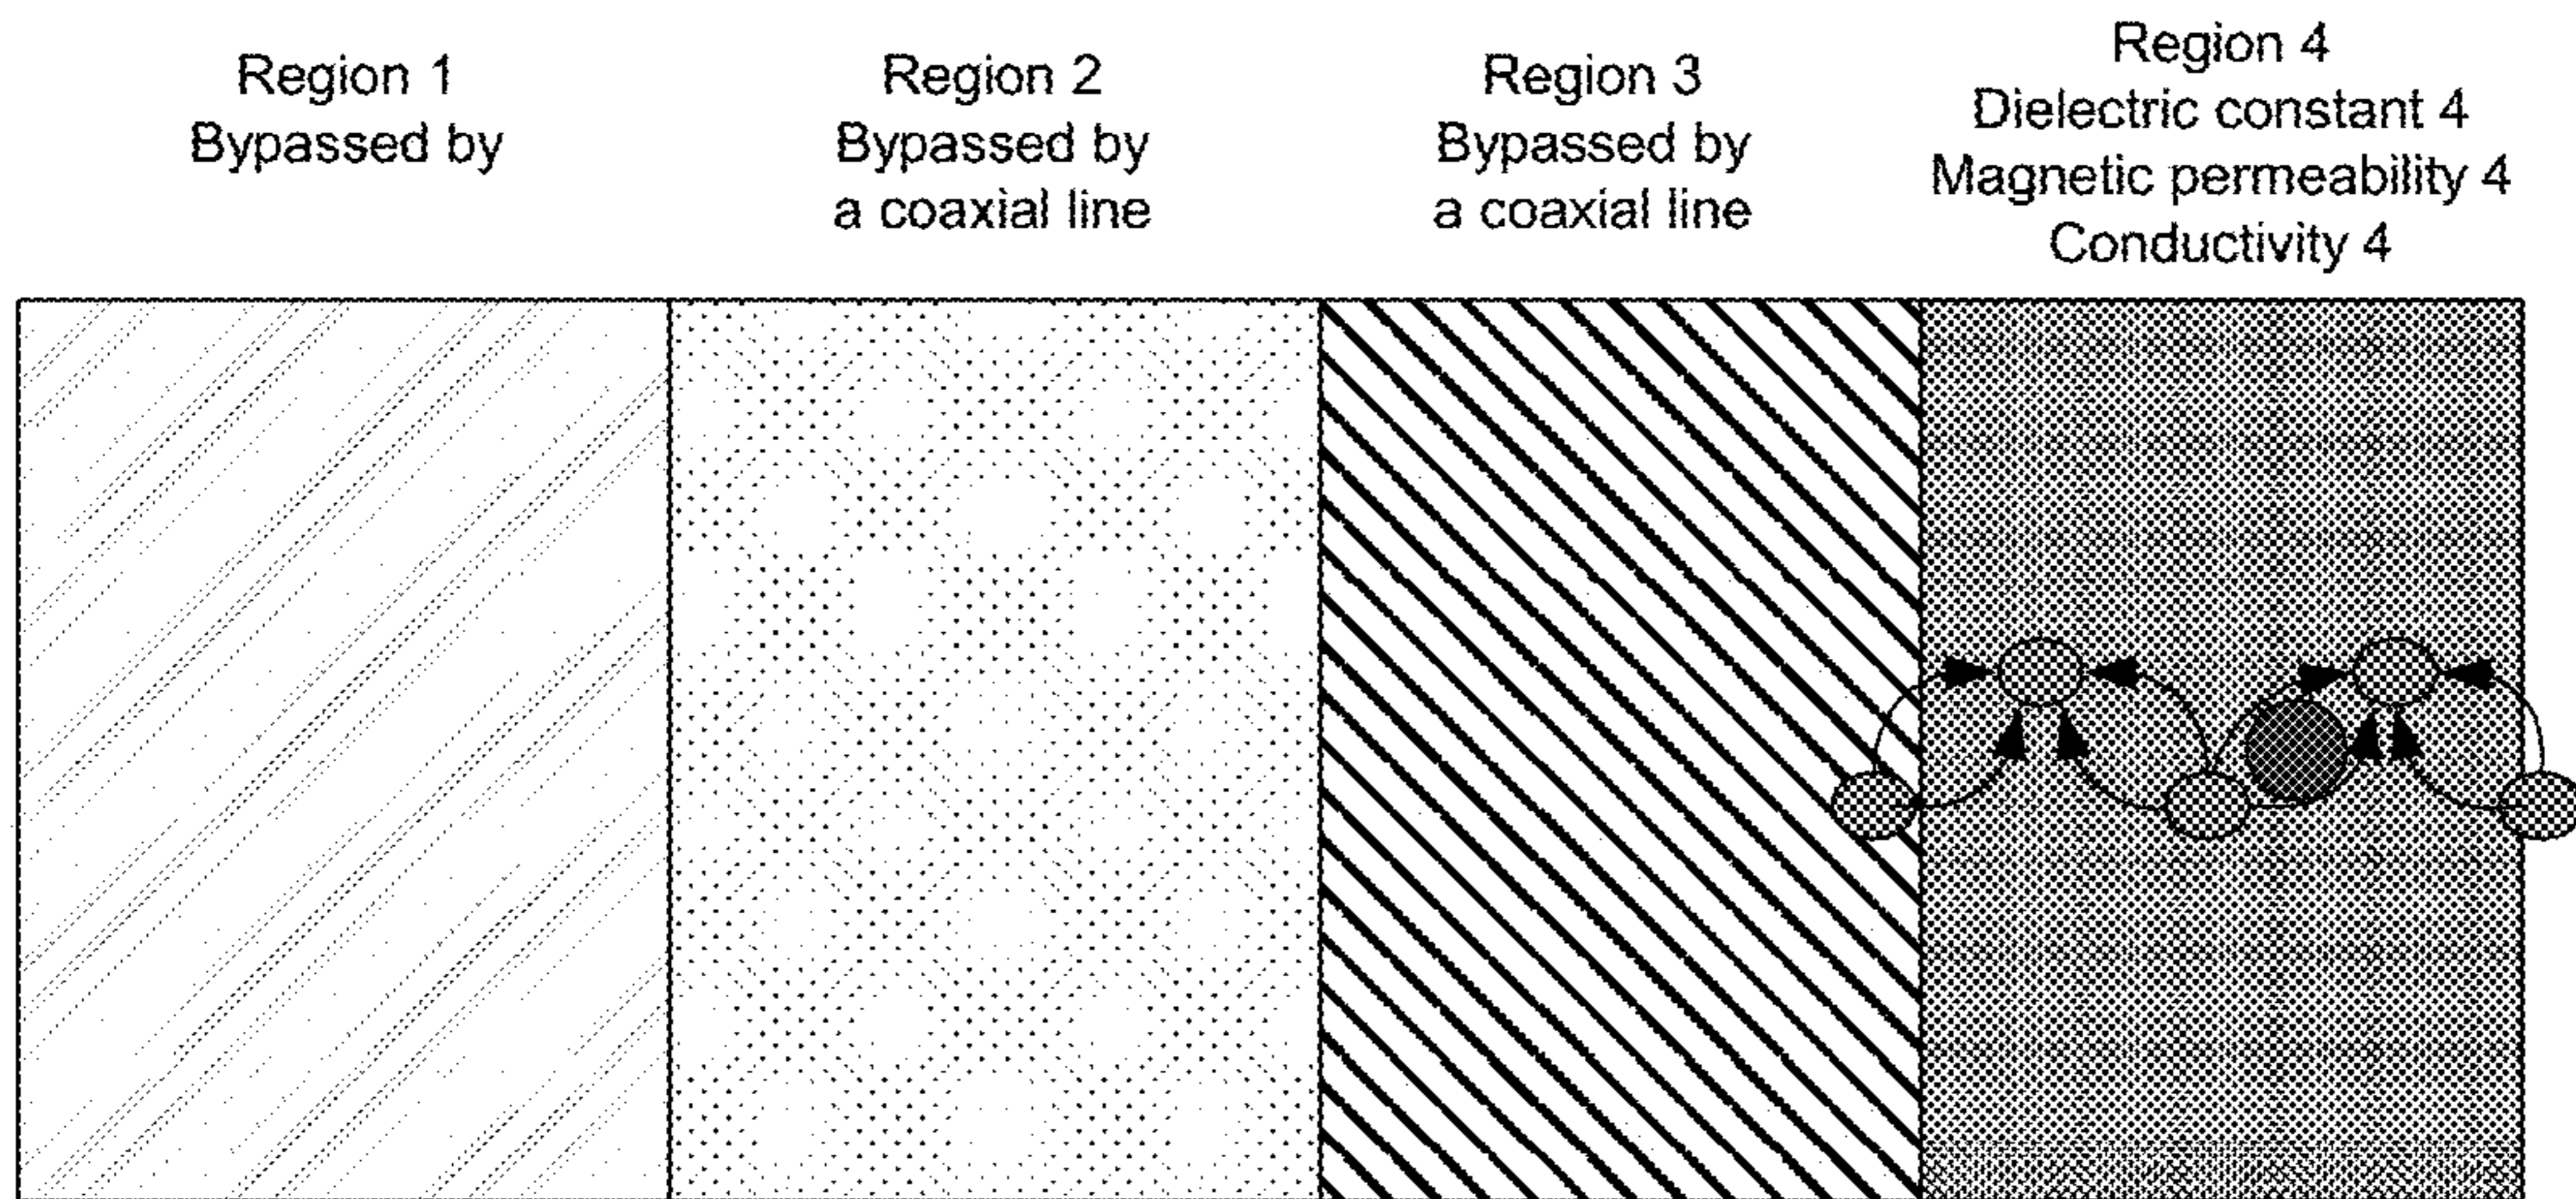 Region 1
Bypassed by
Region 2
Bypassed by
a coaxial line
Region 3
Bypassed by
a coaxial line
Region 4
Dielectric constant 4
Magnetic permeability 4
Conductivity 4